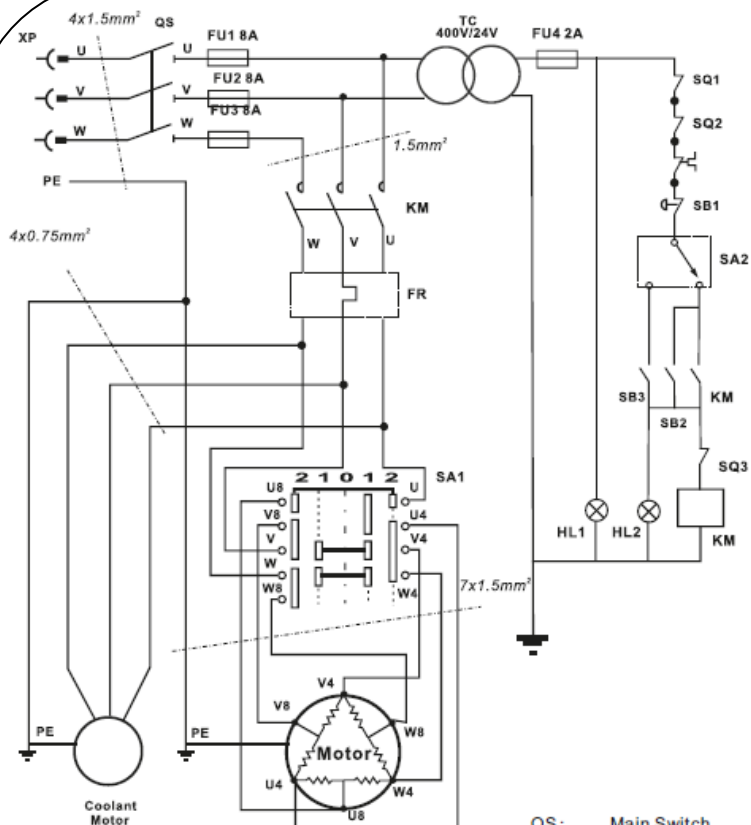 4x1.5mm²
XP
QS
U
U
FU1 8A
TC
400V/24V
FU4 2A
V
V
FU2 8A
FU3 8A
W
W
SQ1
SQ2
1.5mm²
PE
KM
SB1
4x0.75mm²
W
V
U
SA2
FR
SB3
SB2
KM
SQ3
2 1 0 1 2
SA1
U8
U
V8
U4
V
V4
W
W8
W4
HL1
HL2
KM
7x1.5mm²
V4
V8
W8
PE
PE
Motor
U4
W4
U8
Coolant
Motor
QS: Main Switch